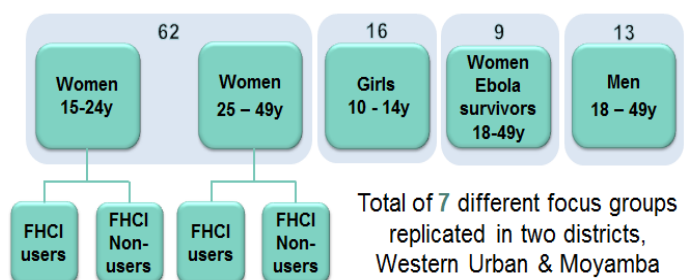 62
16
9
13
Women
15-24y
Women
25 – 49y
Girls
10 - 14y
Women
Ebola
survivors
18-49y
Men
18 – 49y
FHCI
users
FHCI
Non-
users
FHCI
users
FHCI
Non-
users
Total of 7 different focus groups
replicated in two districts,
Western Urban & Moyamba